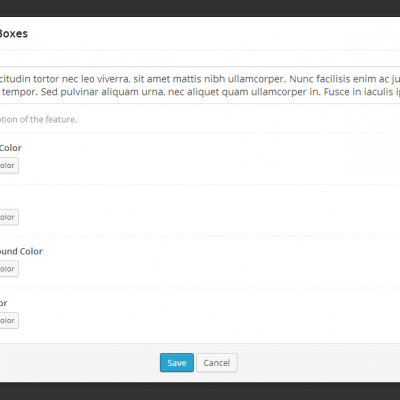 Boxes
citudin tortor nec leo viverra, sit amet mattis nibh ullamcorper. Nunc facilisis enim ac ju
tempor. Sed pulvinar aliquam urna, nec aliquet quam ullamcorper in. Fusce in iaculis ip
tion of the feature.
Color
olor
olor
ound Color
olor
or
olor
Save Cancel